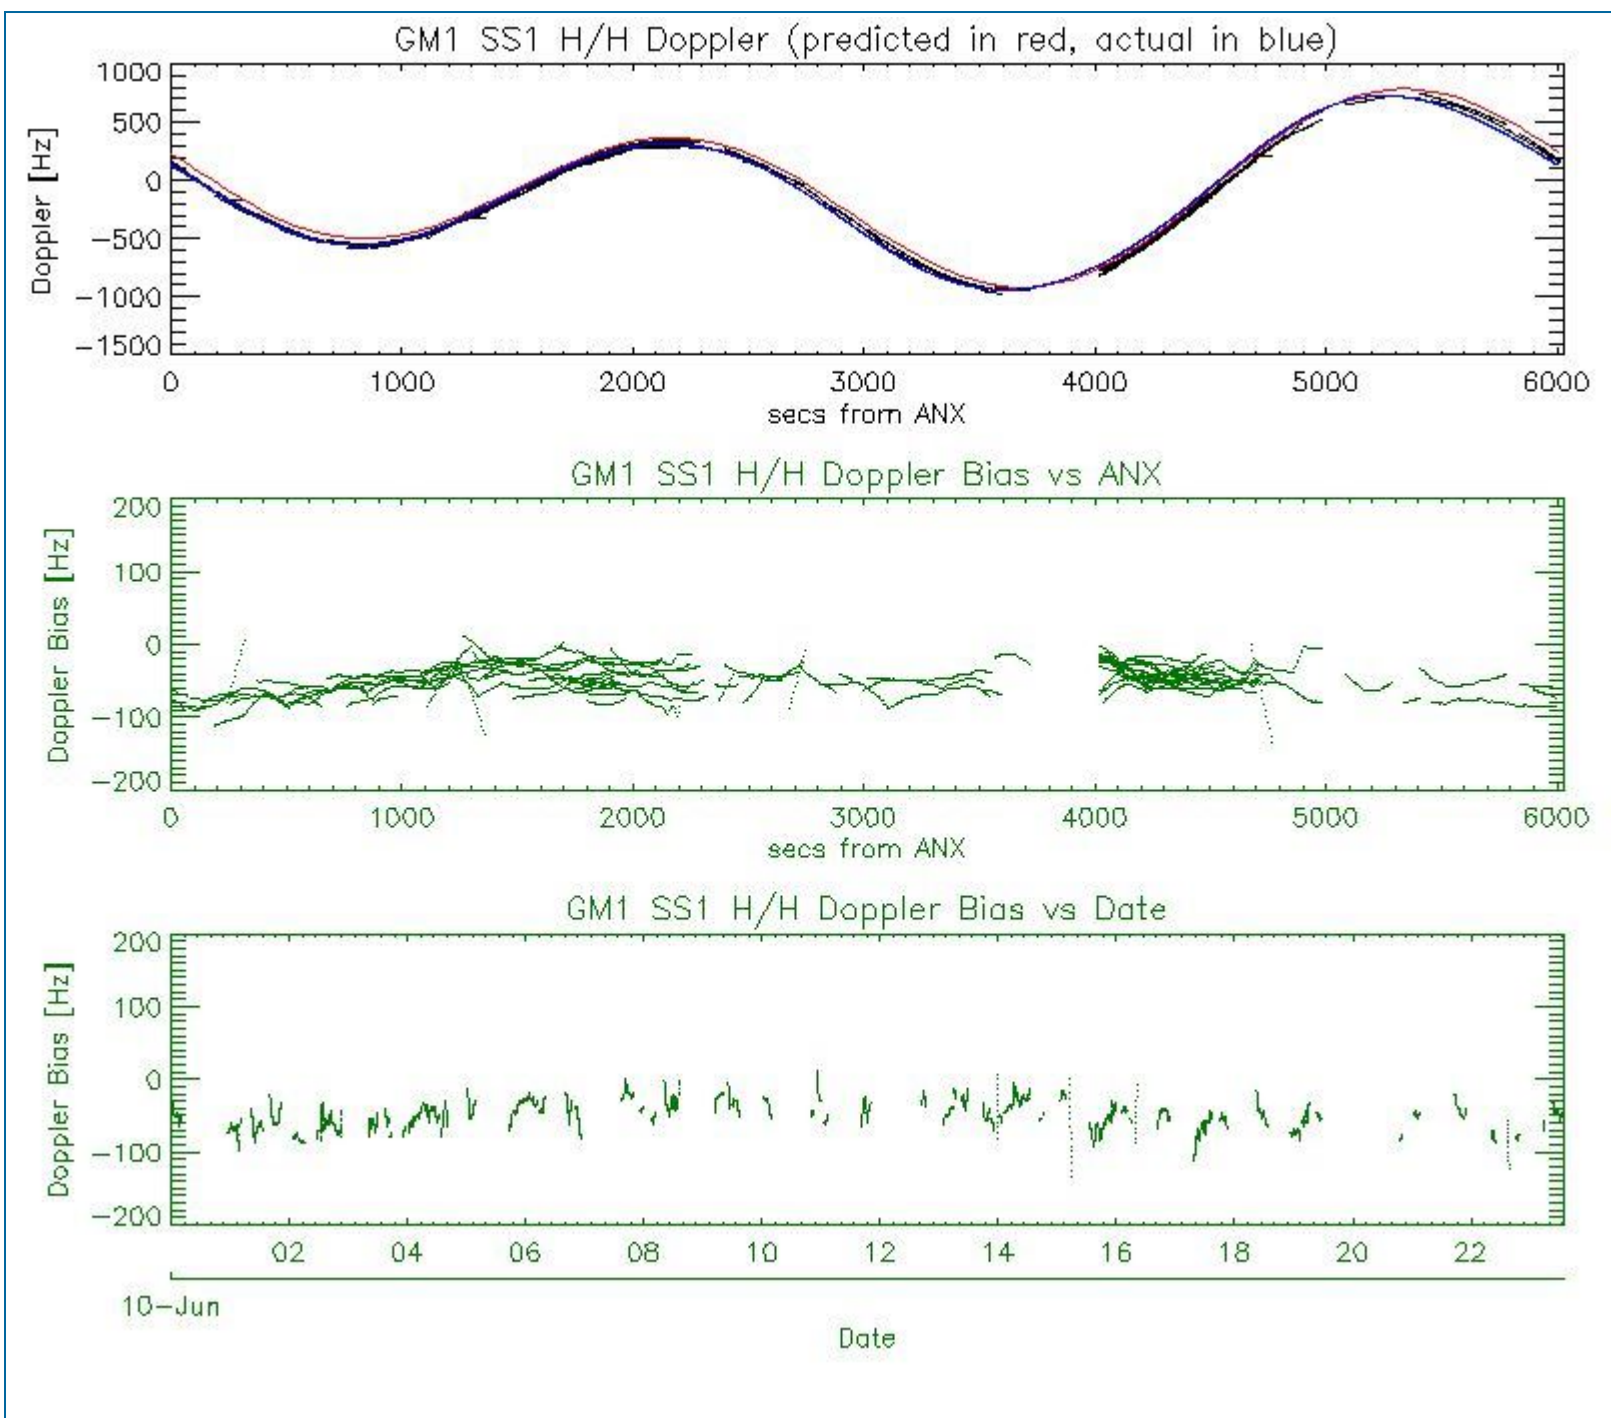 GM1 SS1 H/H Doppler (predicted in red, actual in blue)
Doppler [Hz]
1000
500
0
-500
-1000
-1500
0 1000 2000 3000 4000 5000 6000
secs from ANX
GM1 SS1 H/H Doppler Bias vs ANX
Doppler Bias [Hz]
200
100
0
-100
-200
0 1000 2000 3000 4000 5000 6000
secs from ANX
GM1 SS1 H/H Doppler Bias vs Date
Doppler Bias [Hz]
200
100
0
-100
-200
02 04 06 08 10 12 14 16 18 20 22
10-Jun
Date